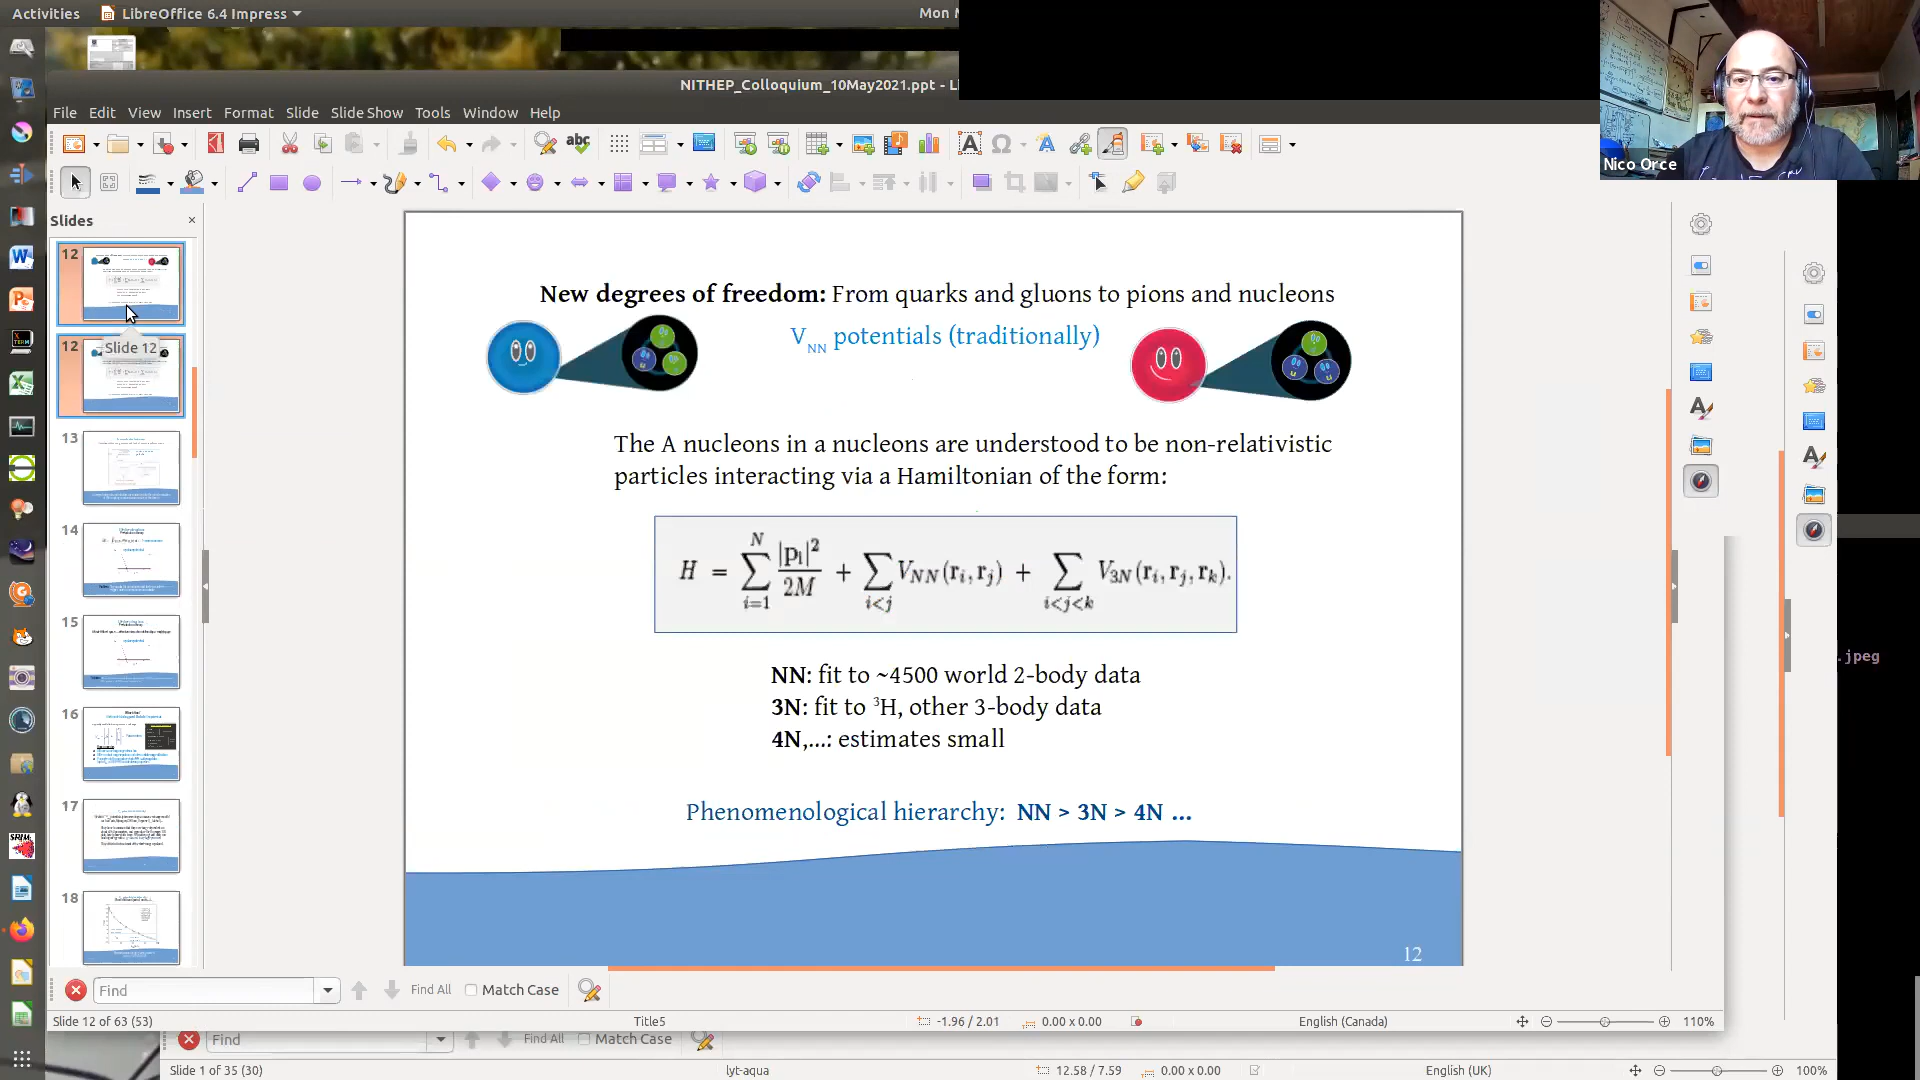 Activities
LibreOffice 6.4 Impress
Mon M
NITHEP_Colloquium_10May2021.ppt - L
File Edit View Insert Format Slide Slide Show Tools Window Help
Nico Orce
Slides
12
12
Slide 12
13
14
15
16
17
18
New degrees of freedom: From quarks and gluons to pions and nucleons
V_NN potentials (traditionally)
The A nucleons in a nucleons are understood to be non-relativistic
particles interacting via a Hamiltonian of the form:
H = \sum_{i=1}^{N} \frac{|p_i|^2}{2M} + \sum_{i<j} V_{NN}(r_i, r_j) + \sum_{i<j<k} V_{3N}(r_i, r_j, r_k).
NN: fit to ~4500 world 2-body data
3N: fit to ³H, other 3-body data
4N,...: estimates small
Phenomenological hierarchy: NN > 3N > 4N ...
12
.jpeg
Find Find All Match Case
Slide 12 of 63 (53) Title5 -1.96 / 2.01 0.00 x 0.00 English (Canada) 110%
Find Find All Match Case
Slide 1 of 35 (30) lyt-aqua 12.58 / 7.59 0.00 x 0.00 English (UK) 100%